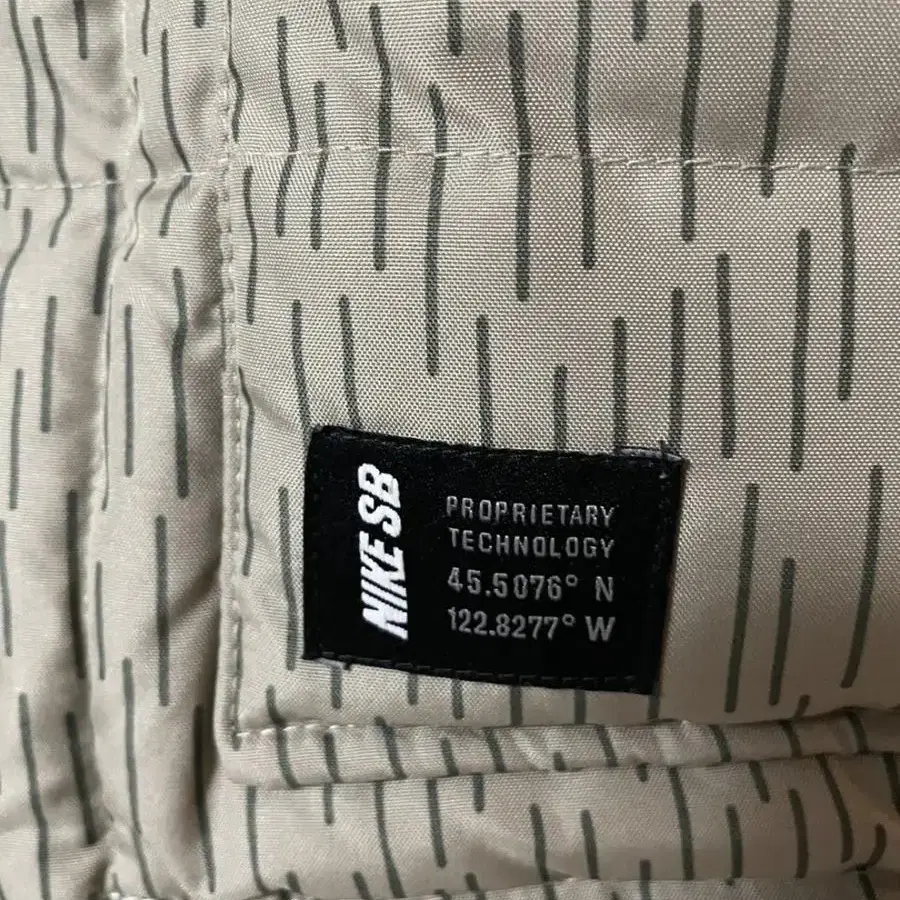 NIKE SB
PROPRIETARY
TECHNOLOGY
45.5076° N
122.8277° W